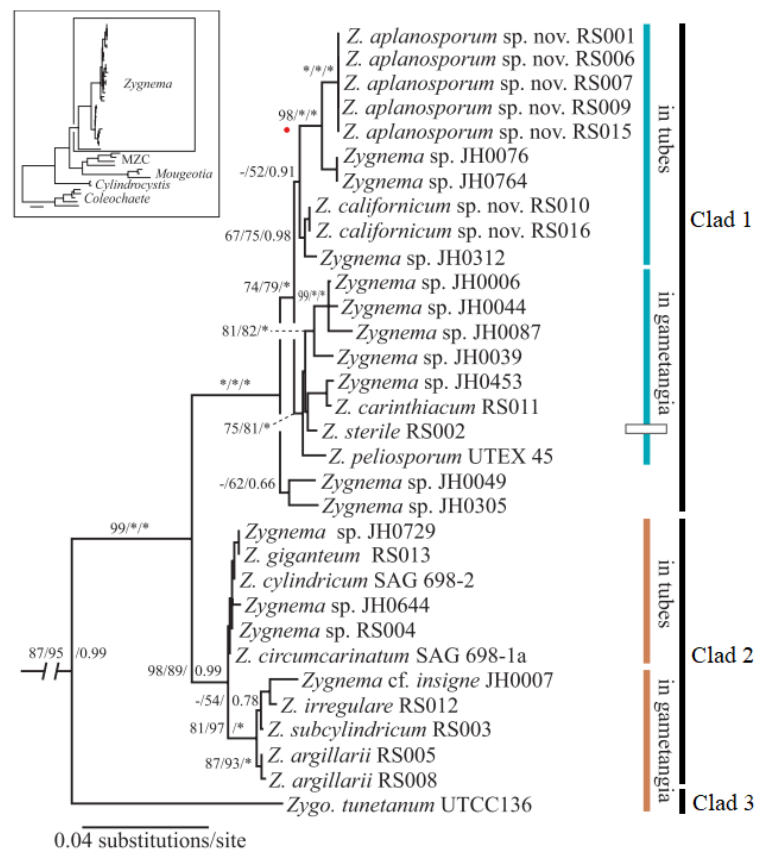 Zygnema
MZC
Mougeotia
Cylindrocystis
Coleochaete
Z. aplanosporum sp. nov. RS001
Z. aplanosporum sp. nov. RS006
*/*/*
Z. aplanosporum sp. nov. RS007
Z. aplanosporum sp. nov. RS009
98/*/*
Z. aplanosporum sp. nov. RS015
Zygnema sp. JH0076
-/52/0.91
Zygnema sp. JH0764
Z. californicum sp. nov. RS010
Z. californicum sp. nov. RS016
67/75/0.98
Zygnema sp. JH0312
in tubes
Clad 1
Zygnema sp. JH0006
74/79/*
99/*/*
Zygnema sp. JH0044
81/82/*
Zygnema sp. JH0087
Zygnema sp. JH0039
*/*/*
Zygnema sp. JH0453
Z. carinthiacum RS011
75/81/*
Z. sterile RS002
Z. peliosporum UTEX 45
in gametangia
-/62/0.66
Zygnema sp. JH0049
Zygnema sp. JH0305
99/*/*
Zygnema sp. JH0729
Z. giganteum RS013
Z. cylindricum SAG 698-2
Zygnema sp. JH0644
Zygnema sp. RS004
87/95/0.99
Z. circumcarinatum SAG 698-1a
in tubes
Clad 2
98/89/0.99
Zygnema cf. insigne JH0007
-/54/0.78
Z. irregulare RS012
81/97/*
Z. subcylindricum RS003
87/93/*
Z. argillarii RS005
Z. argillarii RS008
in gametangia
Zygo. tunetanum UTCC136
Clad 3
0.04 substitutions/site